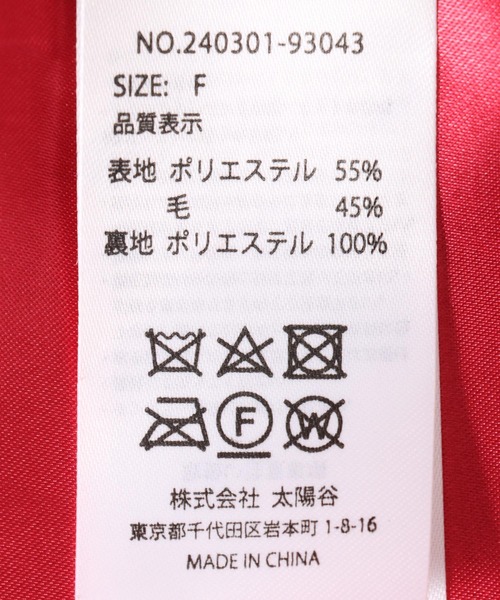 NO.240301-93043
SIZE: F
品質表示
表地 ポリエステル 55%
毛 45%
裏地 ポリエステル 100%
F W
株式会社 太陽谷
東京都千代田区岩本町 1-8-16
MADE IN CHINA